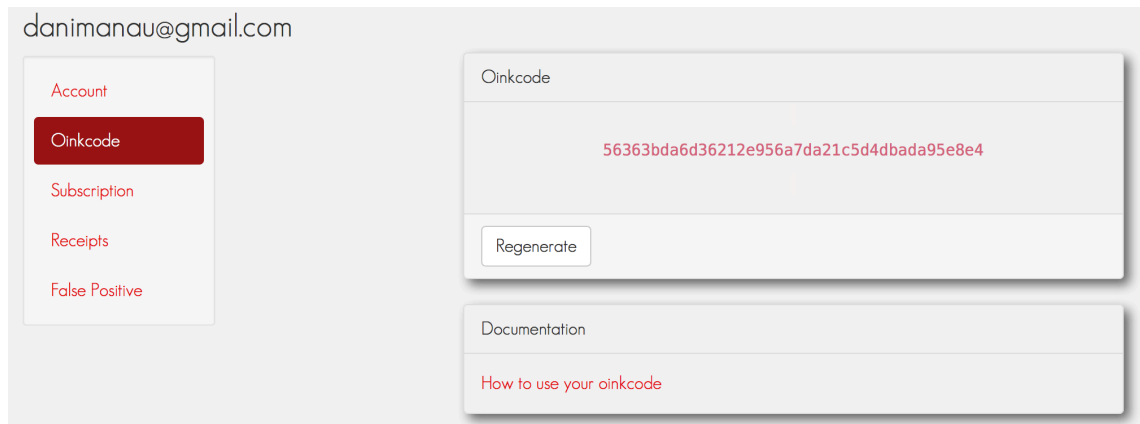 danimanau@gmail.com
Account
Oinkcode
Subscription
Receipts
False Positive
Oinkcode
56363bda6d36212e956a7da21c5d4dbada95e8e4
Regenerate
Documentation
How to use your oinkcode